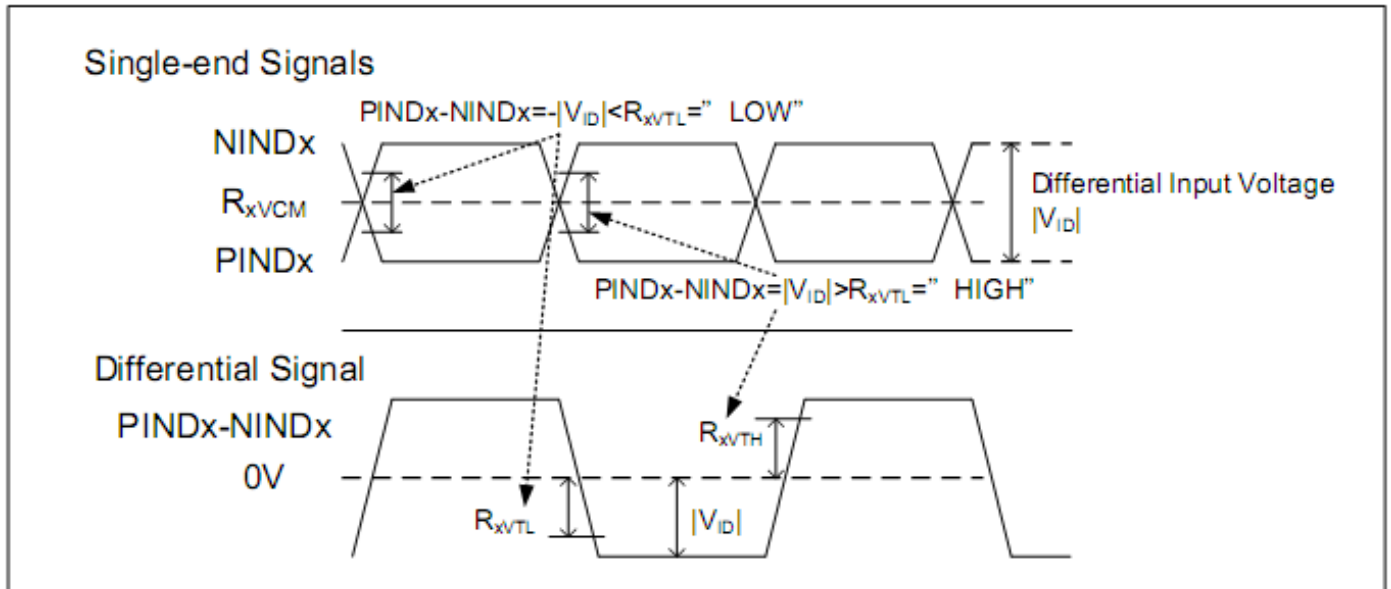 Single-end Signals
PINDx-NINDx=-|VID|<RxVTL=” LOW”
NINDx
RxVCM
PINDx
Differential Input Voltage
|VID|
PINDx-NINDx=|VID|>RxVTL=” HIGH”
Differential Signal
PINDx-NINDx
RxVTH
0V
RxVTL
|VID|